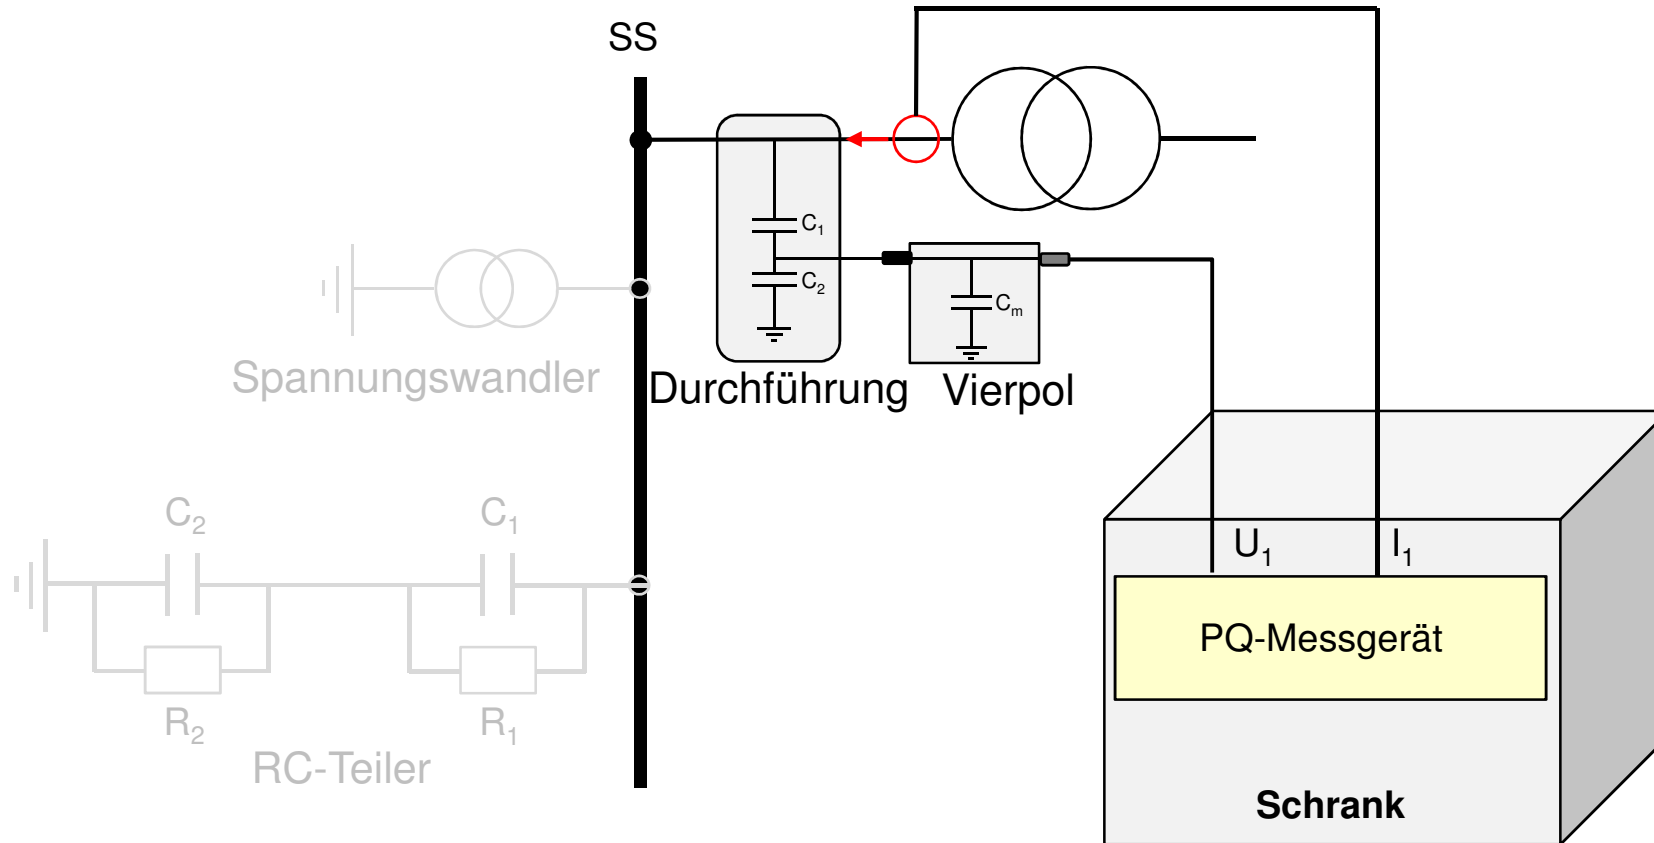 SS
C1
C2
Cm
Spannungswandler
Durchführung
Vierpol
C2
C1
R2
R1
RC-Teiler
U1
I1
PQ-Messgerät
Schrank